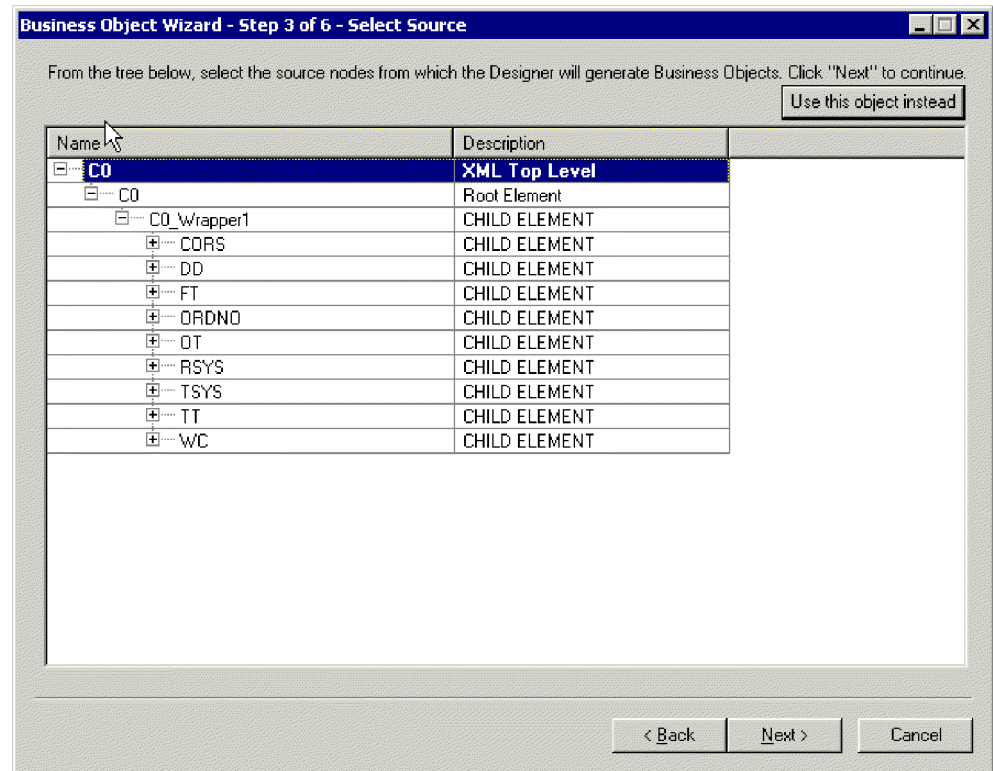 Business Object Wizard - Step 3 of 6 - Select Source
From the tree below, select the source nodes from which the Designer will generate Business Objects. Click "Next" to continue.
Use this object instead
Name Description
C0 XML Top Level
C0 Root Element
C0_Wrapper1 CHILD ELEMENT
CORS CHILD ELEMENT
DD CHILD ELEMENT
FT CHILD ELEMENT
ORDNO CHILD ELEMENT
OT CHILD ELEMENT
RSYS CHILD ELEMENT
TSYS CHILD ELEMENT
TT CHILD ELEMENT
WC CHILD ELEMENT
< Back Next > Cancel